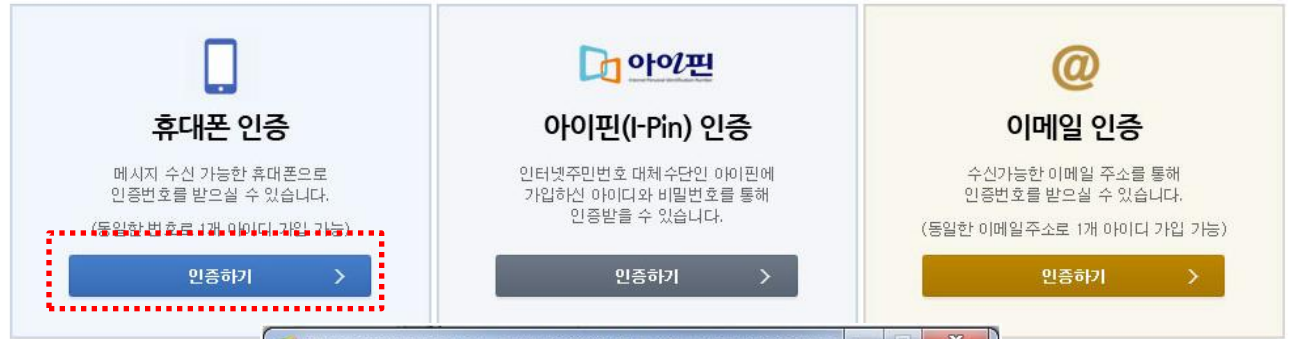 아이핀
휴대폰 인증
메시지 수신 가능한 휴대폰으로
인증번호를 받으실 수 있습니다.
(동일한 번호로 1개 아이디 가입 가능)
인증하기 >
아이핀(I-Pin) 인증
인터넷주민번호 대체수단인 아이핀에
가입하신 아이디와 비밀번호를 통해
인증받을 수 있습니다.
인증하기 >
@
이메일 인증
수신가능한 이메일 주소를 통해
인증번호를 받으실 수 있습니다.
(동일한 이메일주소로 1개 아이디 가입 가능)
인증하기 >